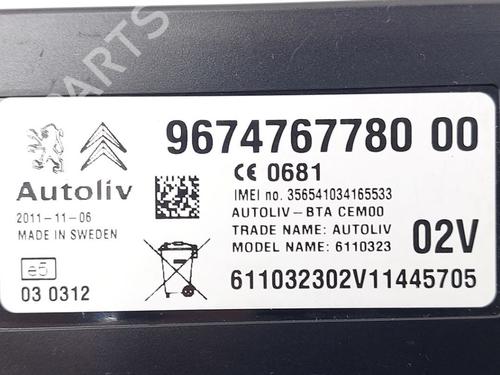 PARTS
9674767780 00
CE 0681
Autoliv
IMEI no. 356541034165533
2011-11-06
AUTOLIV-BTA CEM00
MADE IN SWEDEN
TRADE NAME: AUTOLIV
02V
MODEL NAME: 6110323
e5
03 0312
611032302V11445705